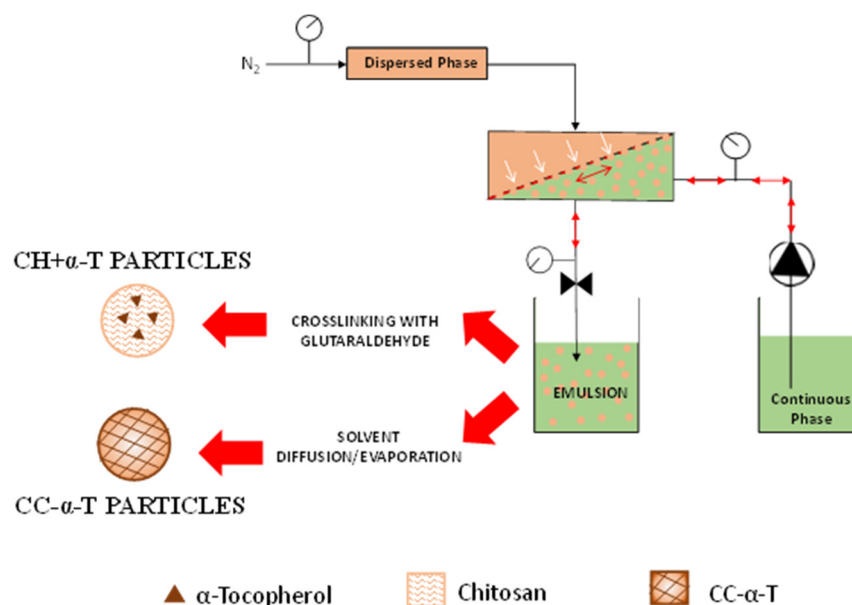 N₂
Dispersed Phase
CH+α-T PARTICLES
CROSSLINKING WITH
GLUTARALDEHYDE
EMULSION
Continuous
Phase
SOLVENT
DIFFUSION/EVAPORATION
CC-α-T PARTICLES
α-Tocopherol
Chitosan
CC-α-T